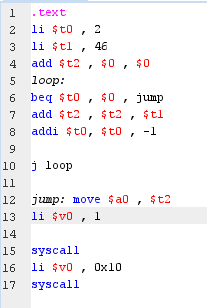 1 .text
2 li $t0 , 2
3 li $t1 , 46
4 add $t2 , $0 , $0
5 loop:
6 beq $t0 , $0 , jump
7 add $t2 , $t2 , $t1
8 addi $t0, $t0 , -1
9
10 j loop
11
12 jump: move $a0 , $t2
13 li $v0 , 1
14
15 syscall
16 li $v0 , 0x10
17 syscall